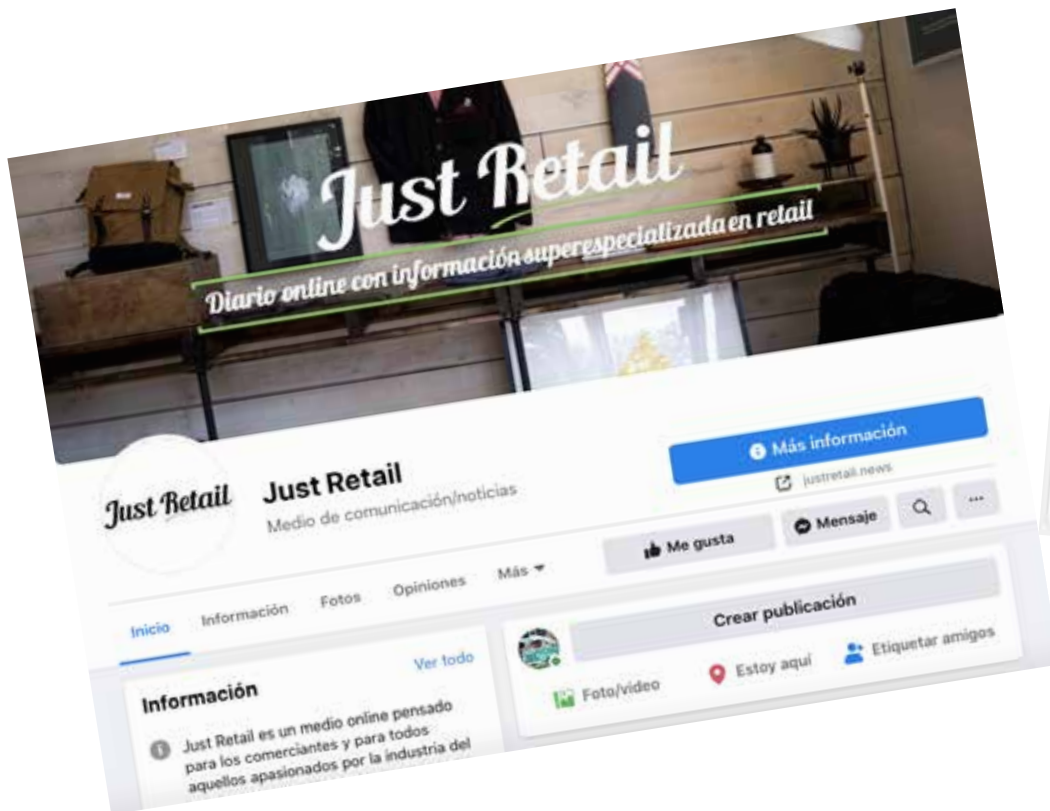 Just Retail
Diario online con información superespecializada en retail
Just Retail
Just Retail
Medio de comunicación/noticias
Más información
justretail.news
Me gusta
Mensaje
...
Inicio
Información
Fotos
Opiniones
Más
Información
Ver todo
Just Retail es un medio online pensado
para los comerciantes y para todos
aquellos apasionados por la industria del
Crear publicación
Foto/video
Estoy aquí
Etiquetar amigos